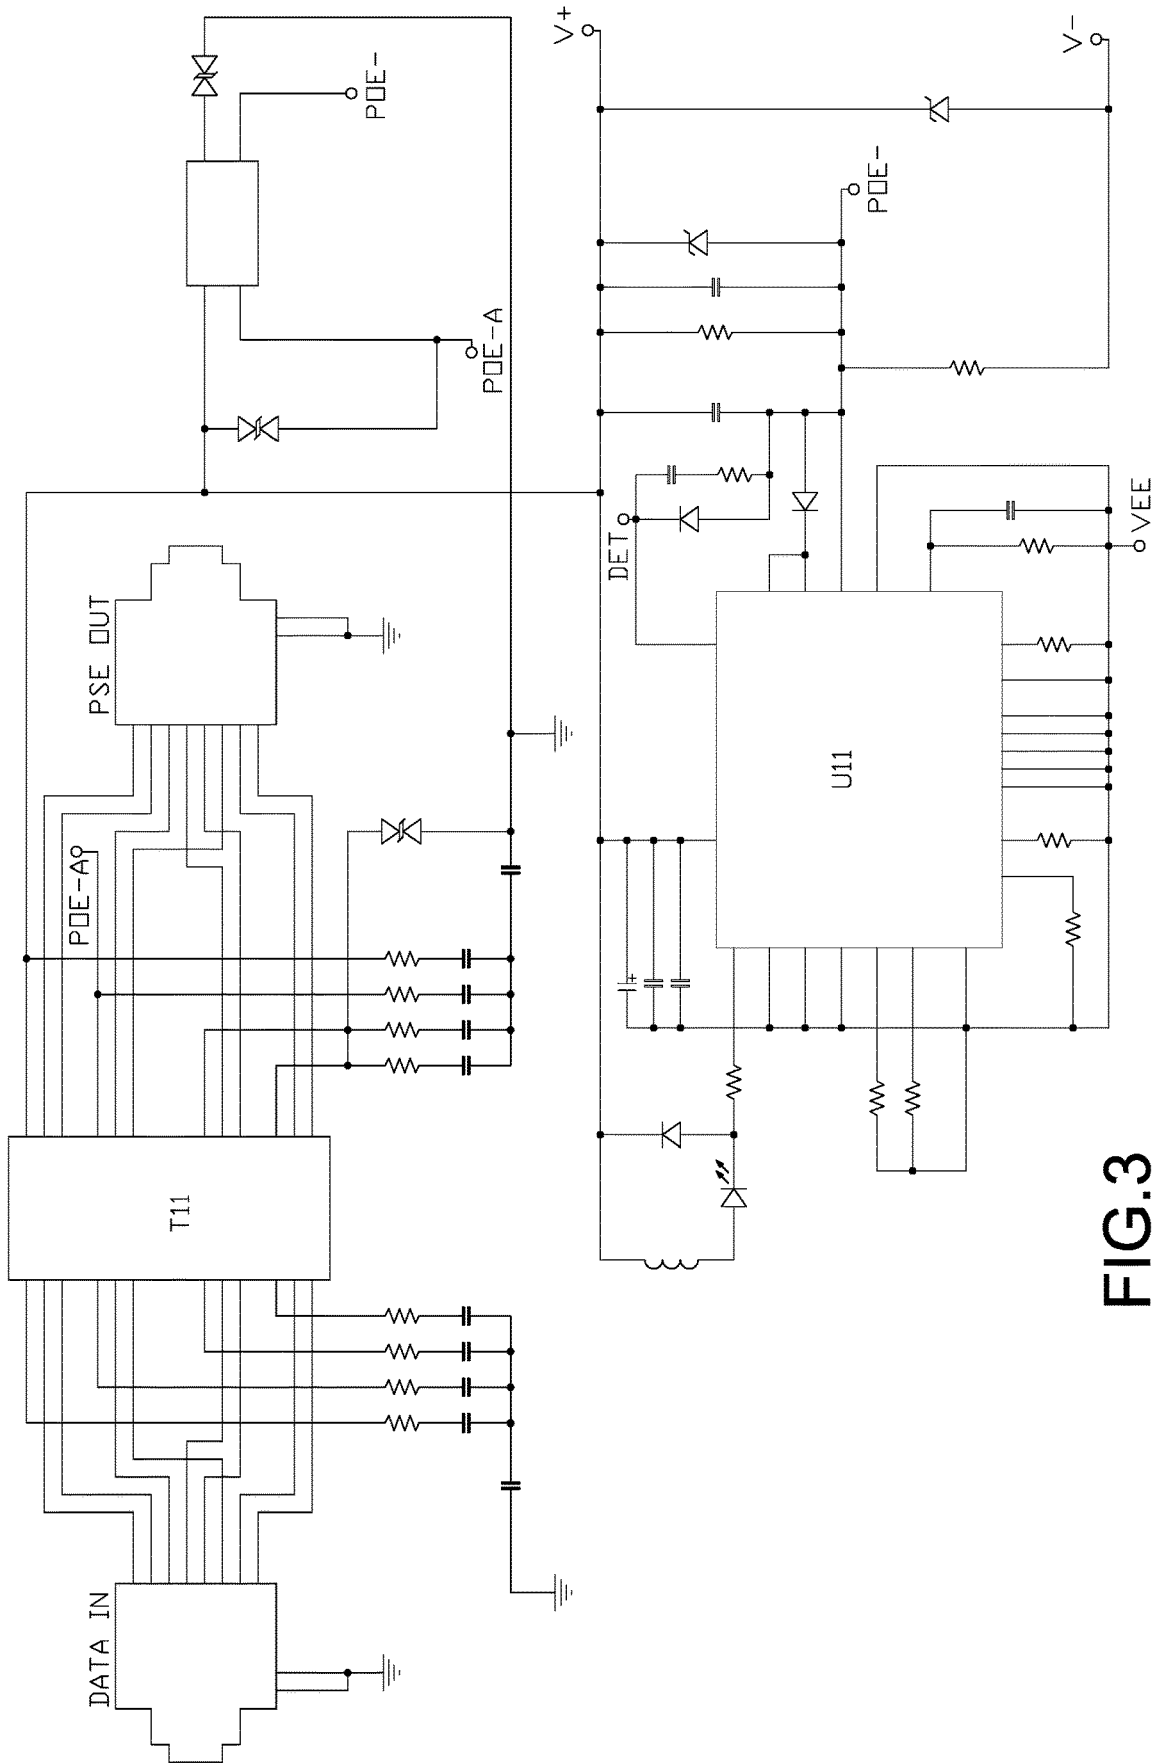 DATA IN
T11
POE-A
PSE OUT
POE-A
POE-
V+
DET
POE-
U11
VEE
V-
FIG.3